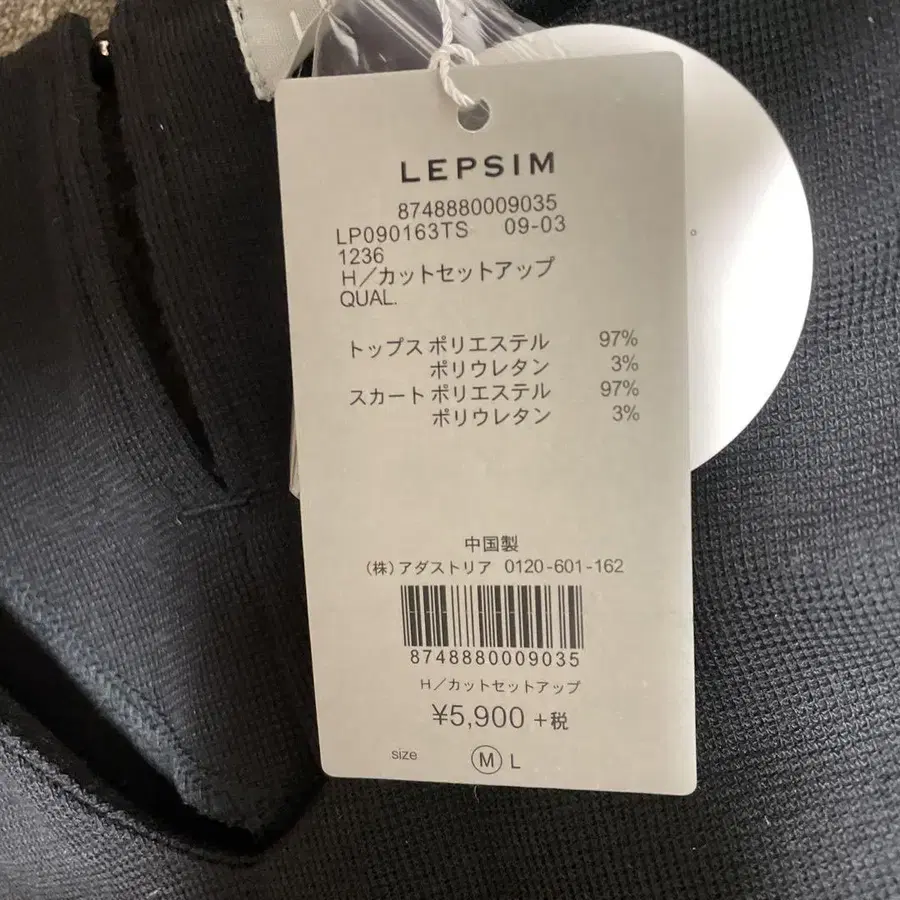 LEPSIM
8748880009035
LP090163TS 09-03
1236
H/カットセットアップ
QUAL.
トップス ポリエステル 97%
ポリウレタン 3%
スカート ポリエステル 97%
ポリウレタン 3%
中国製
(株)アダストリア 0120-601-162
8748880009035
H/カットセットアップ
¥5,900 +税
size M L